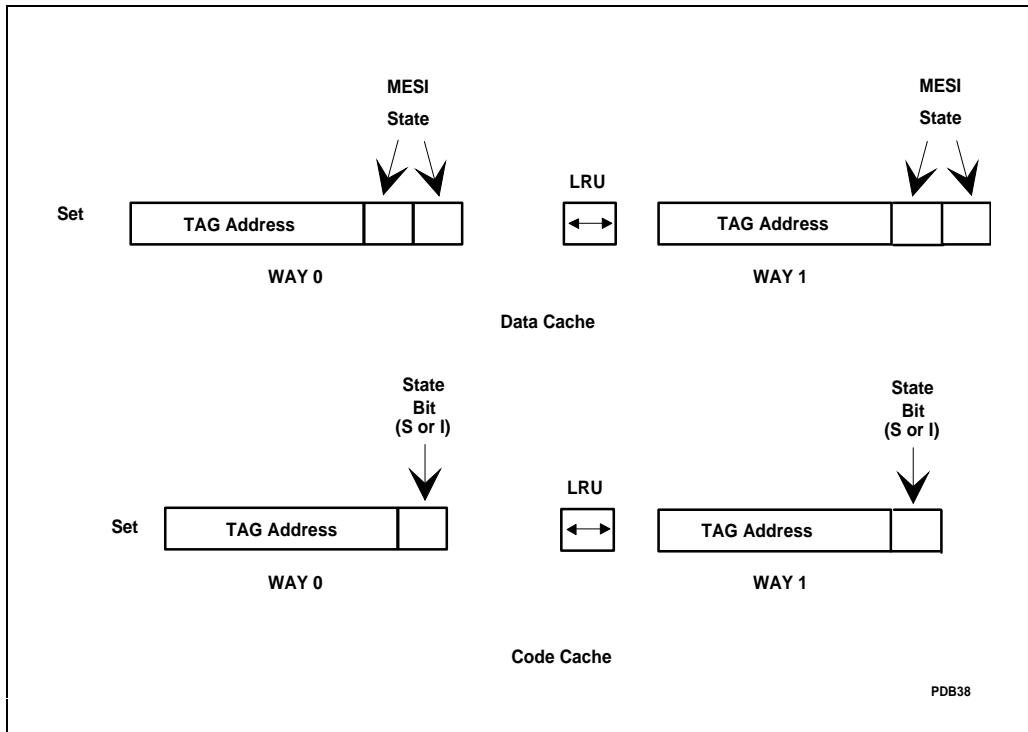 MESI
State
MESI
State
LRU
Set
TAG Address
TAG Address
WAY 0
WAY 1
Data Cache
State
Bit
(S or I)
State
Bit
(S or I)
LRU
Set
TAG Address
TAG Address
WAY 0
WAY 1
Code Cache
PDB38